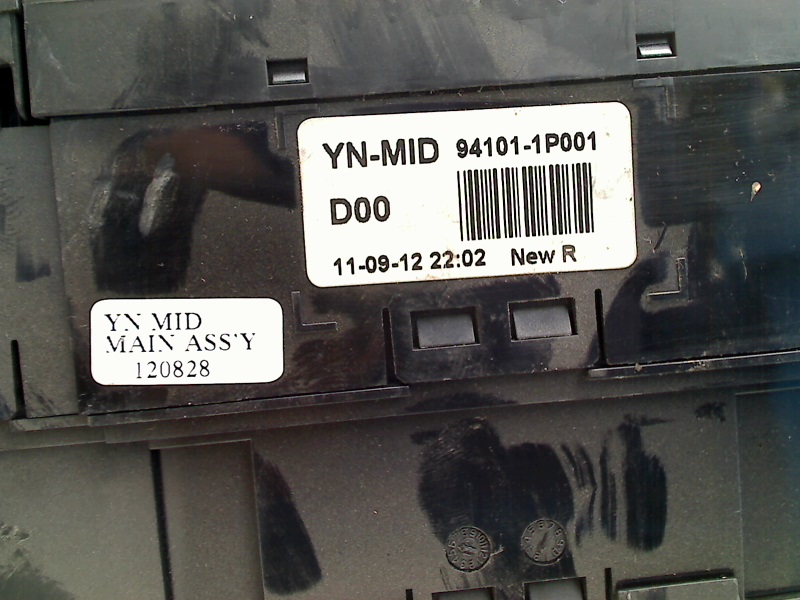 YN-MID 94101-1P001
D00
11-09-12 22:02 New R
YN MID
MAIN ASS'Y
120828